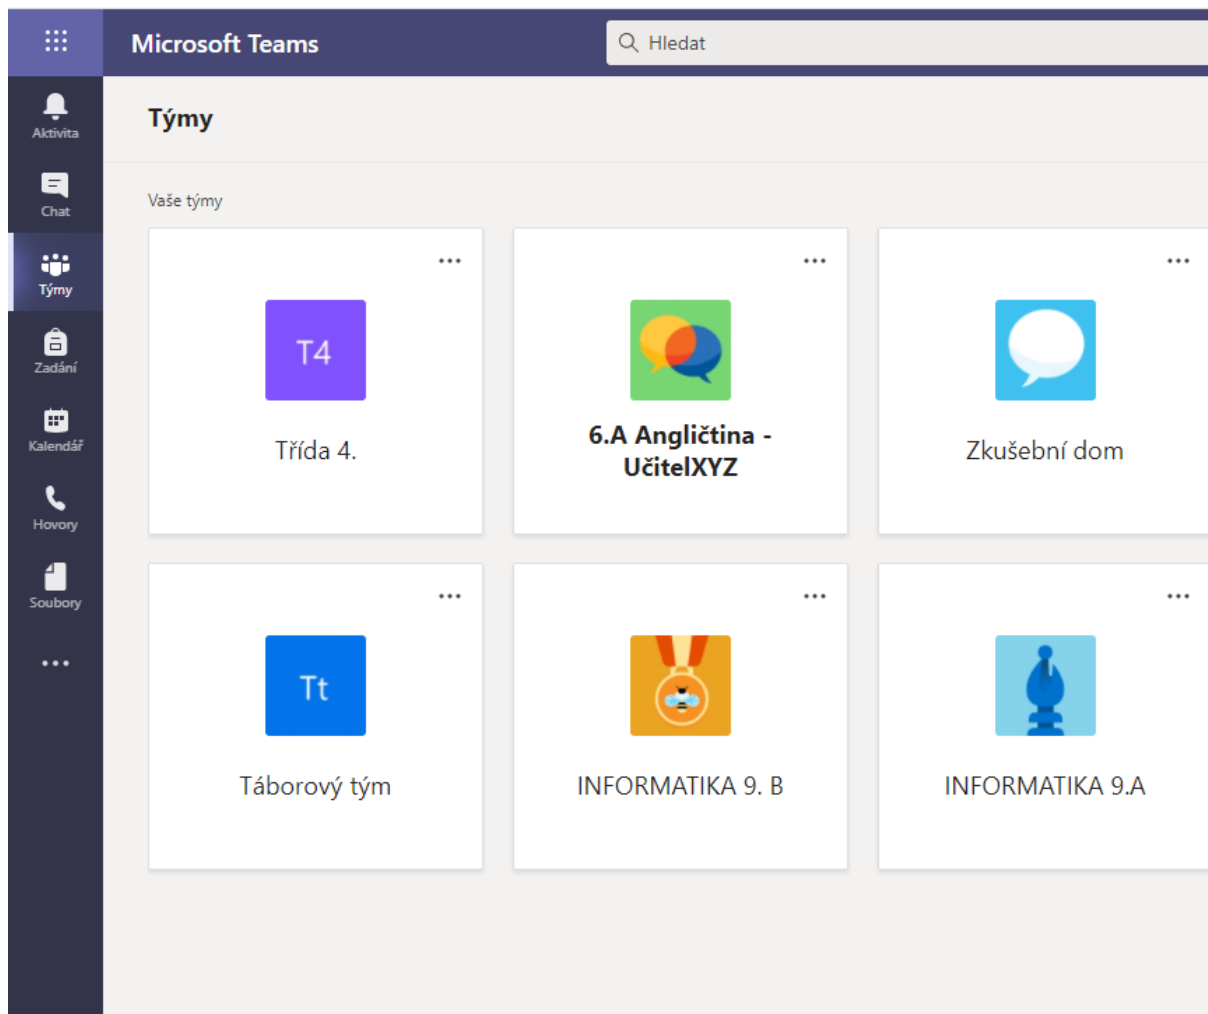 Microsoft Teams
Hledat
Aktivita
Chat
Týmy
Zadání
Kalendář
Hovory
Soubory
Týmy
Vaše týmy
T4
Třída 4.
6.A Angličtina -
UčitelXYZ
Zkušební dom
Tt
Táborový tým
INFORMATIKA 9. B
INFORMATIKA 9.A